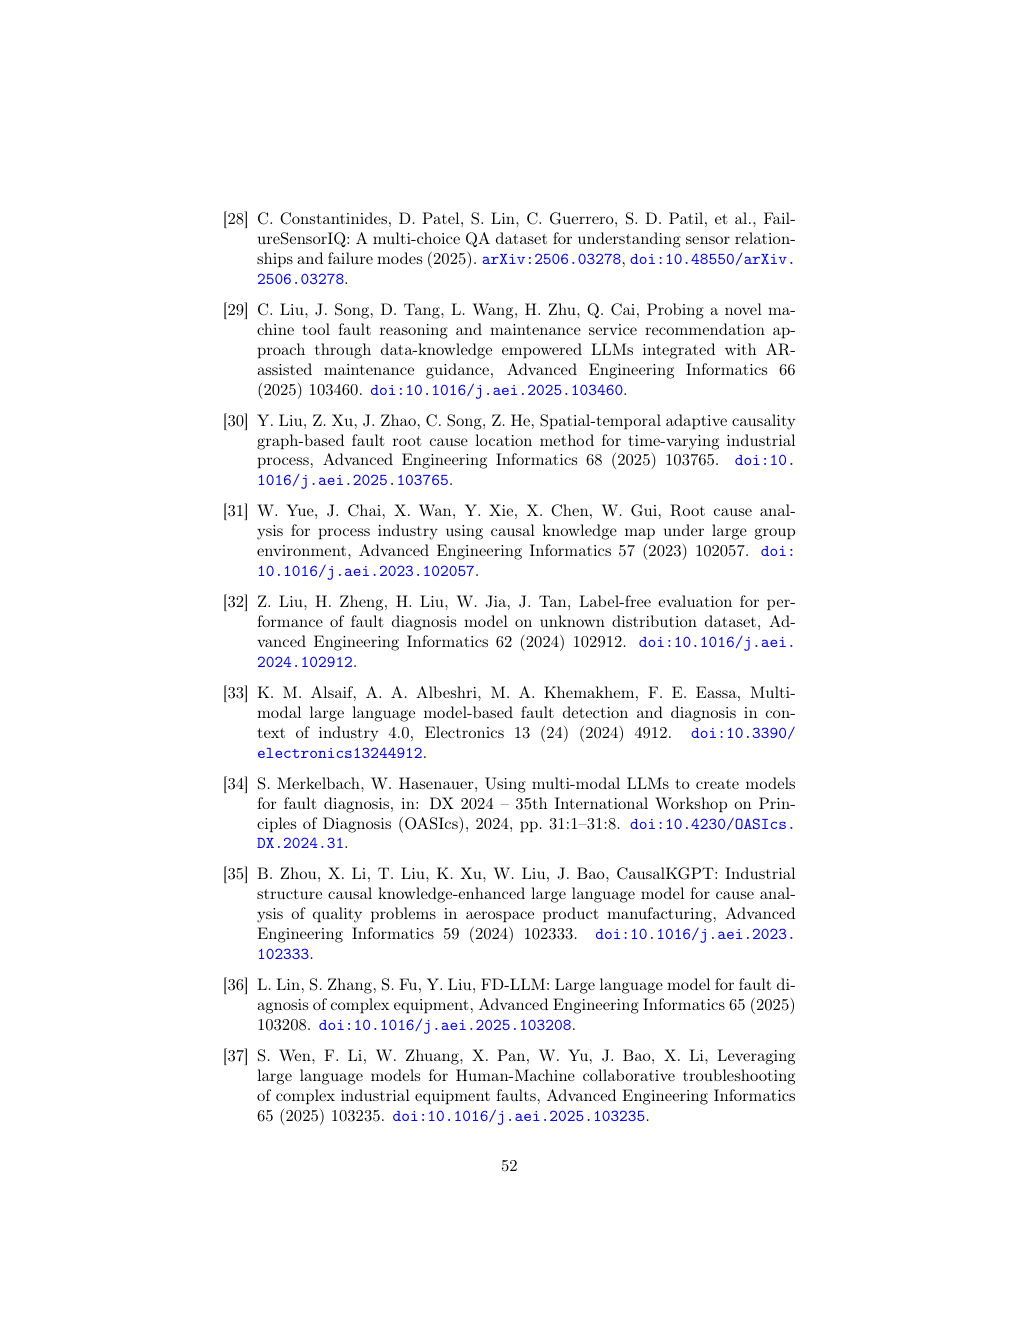 [28] C. Constantinides, D. Patel, S. Lin, C. Guerrero, S. D. Patil, et al., Fail-
ureSensorIQ: A multi-choice QA dataset for understanding sensor relation-
ships and failure modes (2025). arXiv:2506.03278, doi:10.48550/arXiv.
2506.03278.
[29] C. Liu, J. Song, D. Tang, L. Wang, H. Zhu, Q. Cai, Probing a novel ma-
chine tool fault reasoning and maintenance service recommendation ap-
proach through data-knowledge empowered LLMs integrated with AR-
assisted maintenance guidance, Advanced Engineering Informatics 66
(2025) 103460. doi:10.1016/j.aei.2025.103460.
[30] Y. Liu, Z. Xu, J. Zhao, C. Song, Z. He, Spatial-temporal adaptive causality
graph-based fault root cause location method for time-varying industrial
process, Advanced Engineering Informatics 68 (2025) 103765. doi:10.
1016/j.aei.2025.103765.
[31] W. Yue, J. Chai, X. Wan, Y. Xie, X. Chen, W. Gui, Root cause anal-
ysis for process industry using causal knowledge map under large group
environment, Advanced Engineering Informatics 57 (2023) 102057. doi:
10.1016/j.aei.2023.102057.
[32] Z. Liu, H. Zheng, H. Liu, W. Jia, J. Tan, Label-free evaluation for per-
formance of fault diagnosis model on unknown distribution dataset, Ad-
vanced Engineering Informatics 62 (2024) 102912. doi:10.1016/j.aei.
2024.102912.
[33] K. M. Alsaif, A. A. Albeshri, M. A. Khemakhem, F. E. Eassa, Multi-
modal large language model-based fault detection and diagnosis in con-
text of industry 4.0, Electronics 13 (24) (2024) 4912. doi:10.3390/
electronics13244912.
[34] S. Merkelbach, W. Hasenauer, Using multi-modal LLMs to create models
for fault diagnosis, in: DX 2024 – 35th International Workshop on Prin-
ciples of Diagnosis (OASIcs), 2024, pp. 31:1–31:8. doi:10.4230/OASIcs.
DX.2024.31.
[35] B. Zhou, X. Li, T. Liu, K. Xu, W. Liu, J. Bao, CausalKGPT: Industrial
structure causal knowledge-enhanced large language model for cause anal-
ysis of quality problems in aerospace product manufacturing, Advanced
Engineering Informatics 59 (2024) 102333. doi:10.1016/j.aei.2023.
102333.
[36] L. Lin, S. Zhang, S. Fu, Y. Liu, FD-LLM: Large language model for fault di-
agnosis of complex equipment, Advanced Engineering Informatics 65 (2025)
103208. doi:10.1016/j.aei.2025.103208.
[37] S. Wen, F. Li, W. Zhuang, X. Pan, W. Yu, J. Bao, X. Li, Leveraging
large language models for Human-Machine collaborative troubleshooting
of complex industrial equipment faults, Advanced Engineering Informatics
65 (2025) 103235. doi:10.1016/j.aei.2025.103235.
52